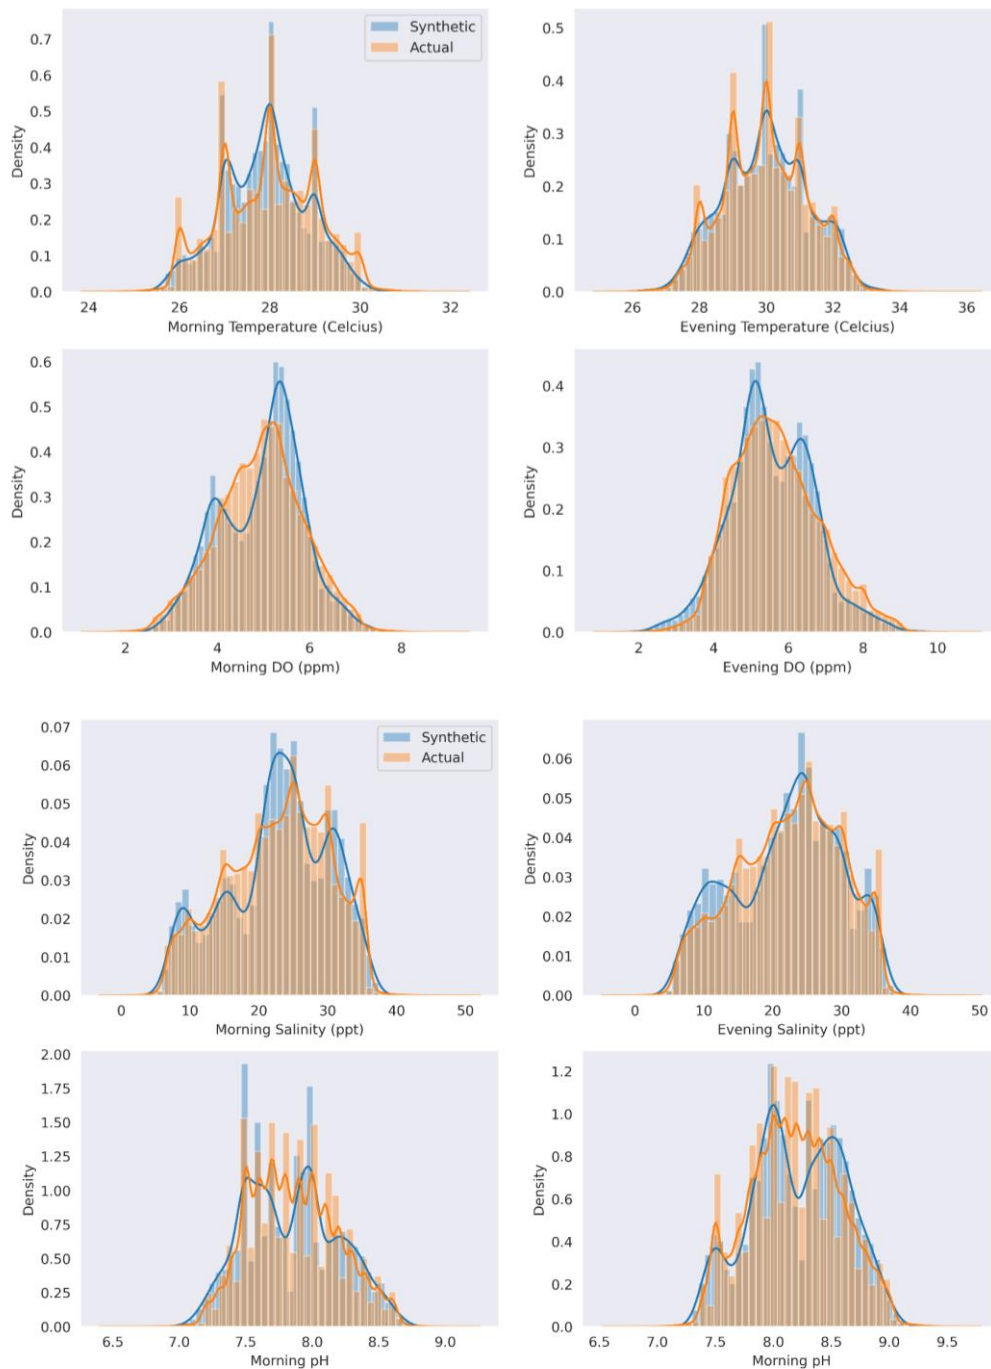 0.7
0.6
0.5
0.4
0.3
0.2
0.1
0.0
Density
Synthetic
Actual
24 26 28 30 32
Morning Temperature (Celcius)
0.5
0.4
0.3
0.2
0.1
0.0
Density
26 28 30 32 34 36
Evening Temperature (Celcius)
0.6
0.5
0.4
0.3
0.2
0.1
0.0
Density
2 4 6 8
Morning DO (ppm)
0.4
0.3
0.2
0.1
0.0
Density
2 4 6 8 10
Evening DO (ppm)
0.07
0.06
0.05
0.04
0.03
0.02
0.01
0.00
Density
Synthetic
Actual
0 10 20 30 40 50
Morning Salinity (ppt)
0.06
0.05
0.04
0.03
0.02
0.01
0.00
Density
0 10 20 30 40 50
Evening Salinity (ppt)
2.00
1.75
1.50
1.25
1.00
0.75
0.50
0.25
0.00
Density
6.5 7.0 7.5 8.0 8.5 9.0
Morning pH
1.2
1.0
0.8
0.6
0.4
0.2
0.0
Density
6.5 7.0 7.5 8.0 8.5 9.0 9.5
Morning pH